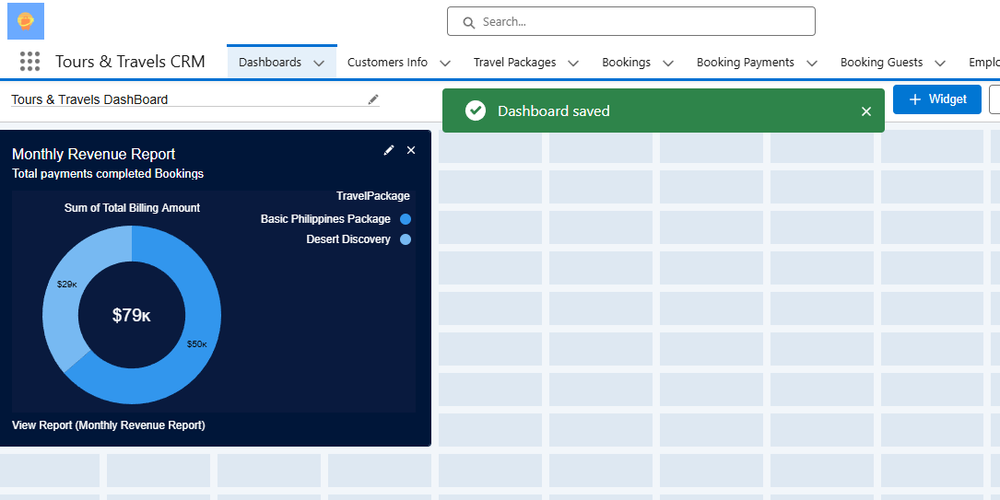 Search...
Tours & Travels CRM
Dashboards
Customers Info
Travel Packages
Bookings
Booking Payments
Booking Guests
Emplo
Tours & Travels DashBoard
Dashboard saved
Widget
Monthly Revenue Report
Total payments completed Bookings
TravelPackage
Sum of Total Billing Amount
Basic Philippines Package
Desert Discovery
$29K
$79K
$50K
View Report (Monthly Revenue Report)